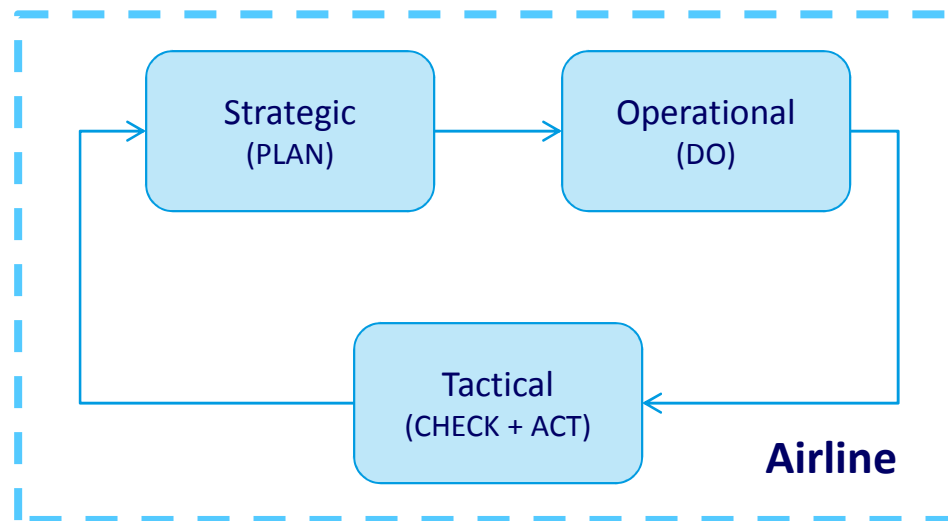 Strategic
(PLAN)
Operational
(DO)
Tactical
(CHECK + ACT)
Airline